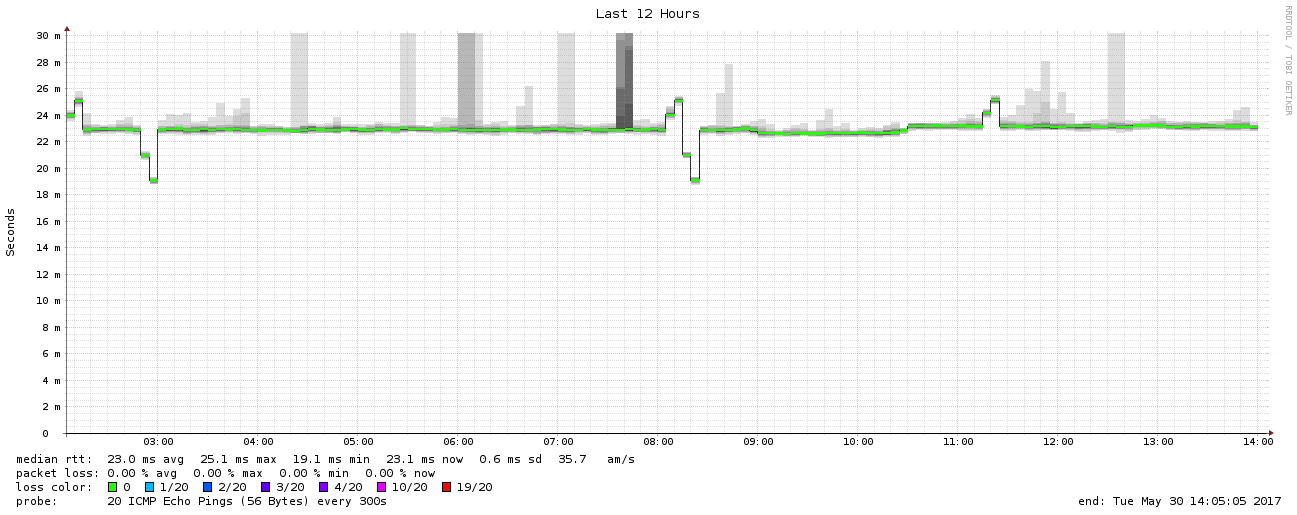 Last 12 Hours
RRDTOOL / TOBI OETIKER
Seconds
30 m
28 m
26 m
24 m
22 m
20 m
18 m
16 m
14 m
12 m
10 m
8 m
6 m
4 m
2 m
0
03:00 04:00 05:00 06:00 07:00 08:00 09:00 10:00 11:00 12:00 13:00 14:00
median rtt: 23.0 ms avg 25.1 ms max 19.1 ms min 23.1 ms now 0.6 ms sd 35.7 am/s
packet loss: 0.00 % avg 0.00 % max 0.00 % min 0.00 % now
loss color: 0 1/20 2/20 3/20 4/20 10/20 19/20
probe: 20 ICMP Echo Pings (56 Bytes) every 300s end: Tue May 30 14:05:05 2017